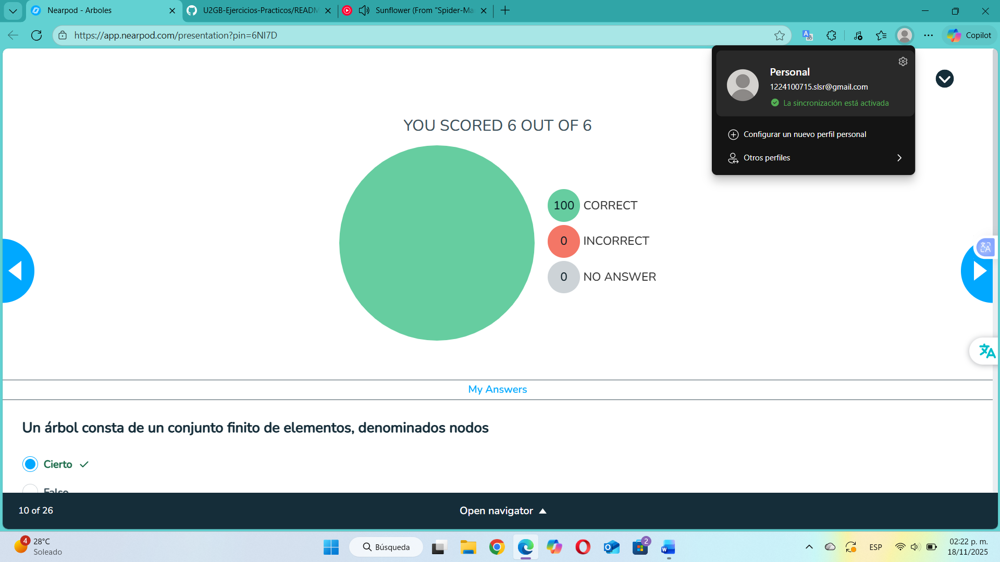 Nearpod - Arboles
U2GB-Ejercicios-Practicos/READM
Sunflower (From "Spider-Ma
https://app.nearpod.com/presentation?pin=6NI7D
Copilot
Personal
1224100715.slsr@gmail.com
La sincronización está activada
Configurar un nuevo perfil personal
Otros perfiles
YOU SCORED 6 OUT OF 6
100 CORRECT
0 INCORRECT
0 NO ANSWER
My Answers
Un árbol consta de un conjunto finito de elementos, denominados nodos
Cierto
Falso
10 of 26
Open navigator
4
28°C
Soleado
Búsqueda
2
ESP
02:22 p. m.
18/11/2025